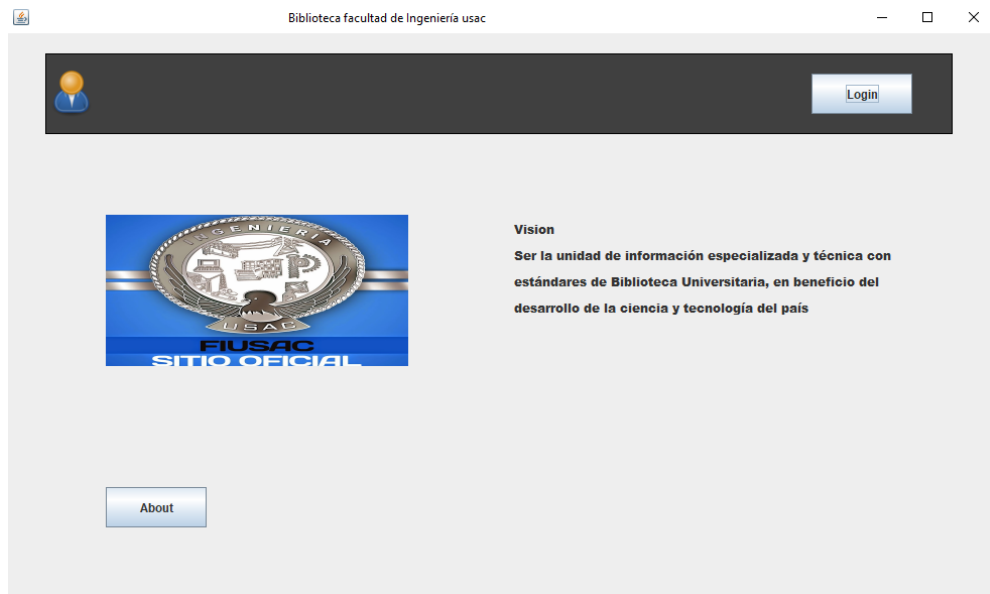 Biblioteca facultad de Ingeniería usac
Login
INGENIERIA
USAC
FIUSAC
SITIO OFICIAL
Vision
Ser la unidad de información especializada y técnica con
estándares de Biblioteca Universitaria, en beneficio del
desarrollo de la ciencia y tecnología del país
About